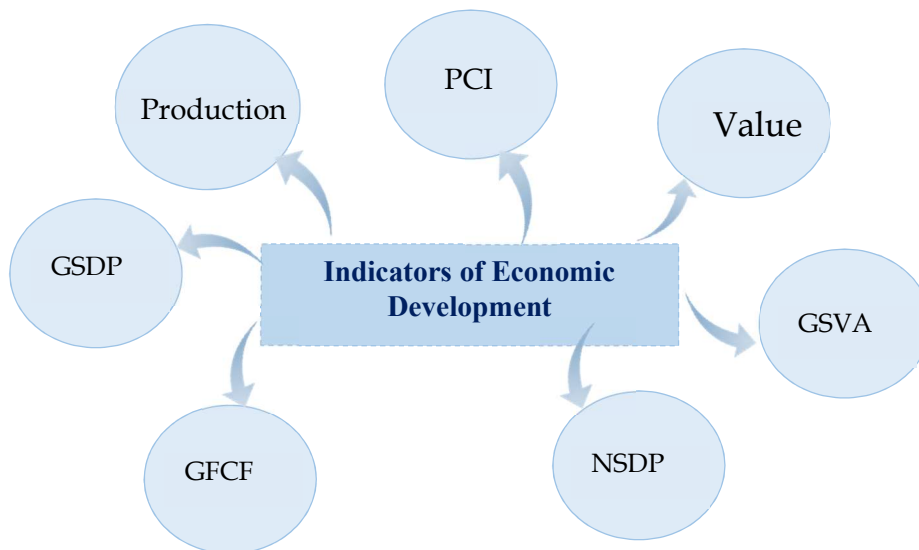 PCI
Production
Value
GSDP
Indicators of Economic
Development
GSVA
GFCF
NSDP